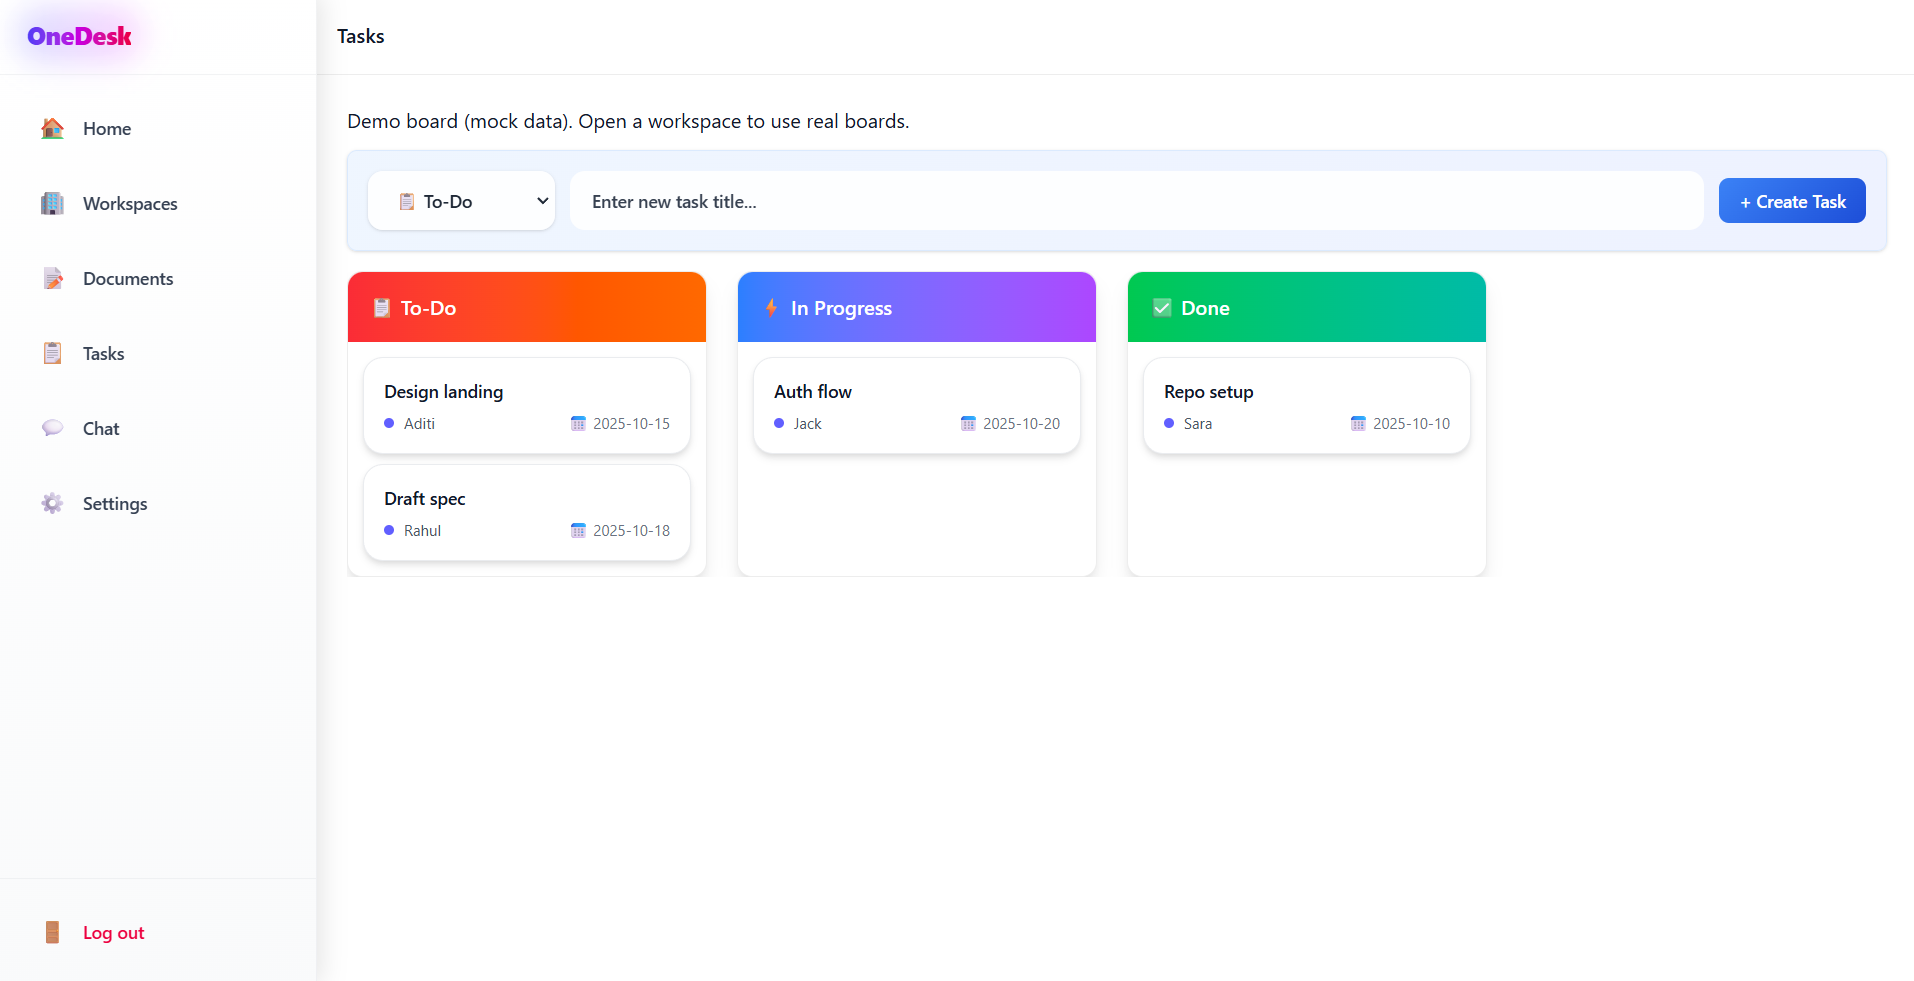 OneDesk
Tasks
Home
Workspaces
Documents
Tasks
Chat
Settings
Log out
Demo board (mock data). Open a workspace to use real boards.
📋 To-Do
Enter new task title...
+ Create Task
📋 To-Do
Design landing
Aditi 📅 2025-10-15
Draft spec
Rahul 📅 2025-10-18
⚡ In Progress
Auth flow
Jack 📅 2025-10-20
✅ Done
Repo setup
Sara 📅 2025-10-10